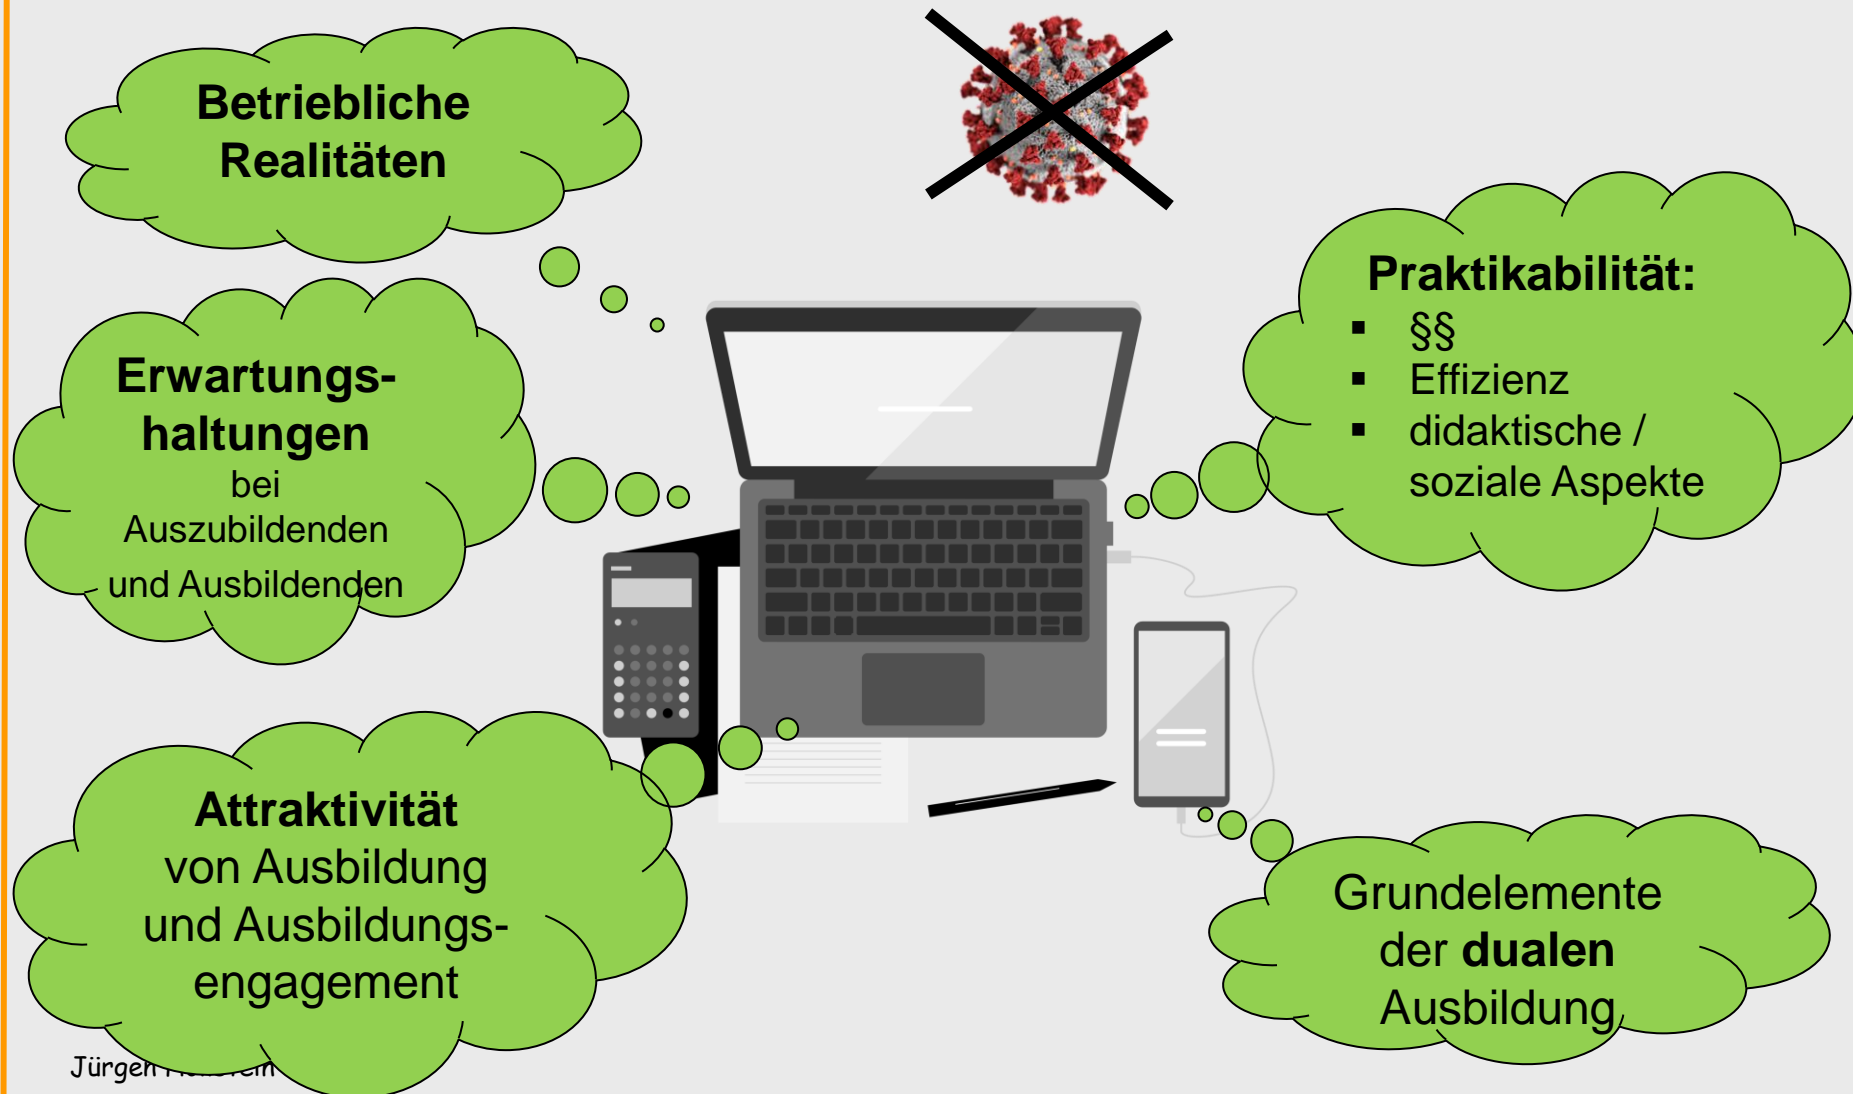 Betriebliche
Realitäten
Erwartungs-
haltungen
bei
Auszubildenden
und Ausbildenden
Attraktivität
von Ausbildung
und Ausbildungs-
engagement
Praktikabilität:
▪ §§
▪ Effizienz
▪ didaktische /
soziale Aspekte
Grundelemente
der dualen
Ausbildung
Jürgen